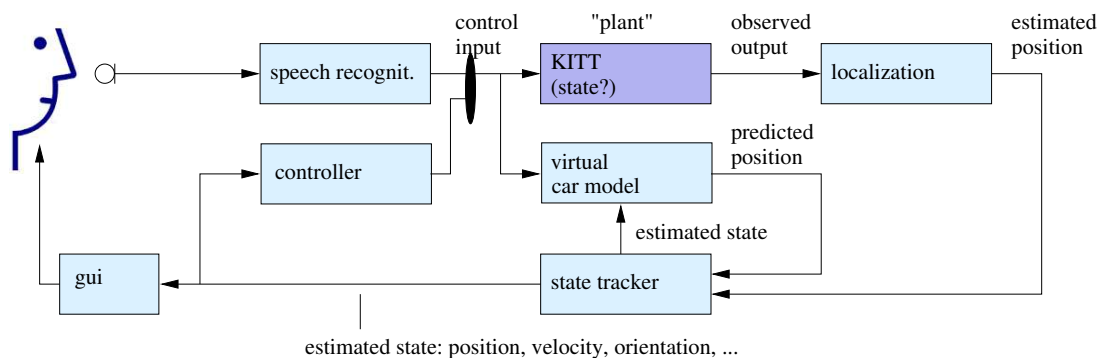 control
input
"plant"
observed
output
estimated
position
speech recognit.
KITT
(state?)
localization
controller
virtual
car model
predicted
position
estimated state
gui
state tracker
estimated state: position, velocity, orientation, ...